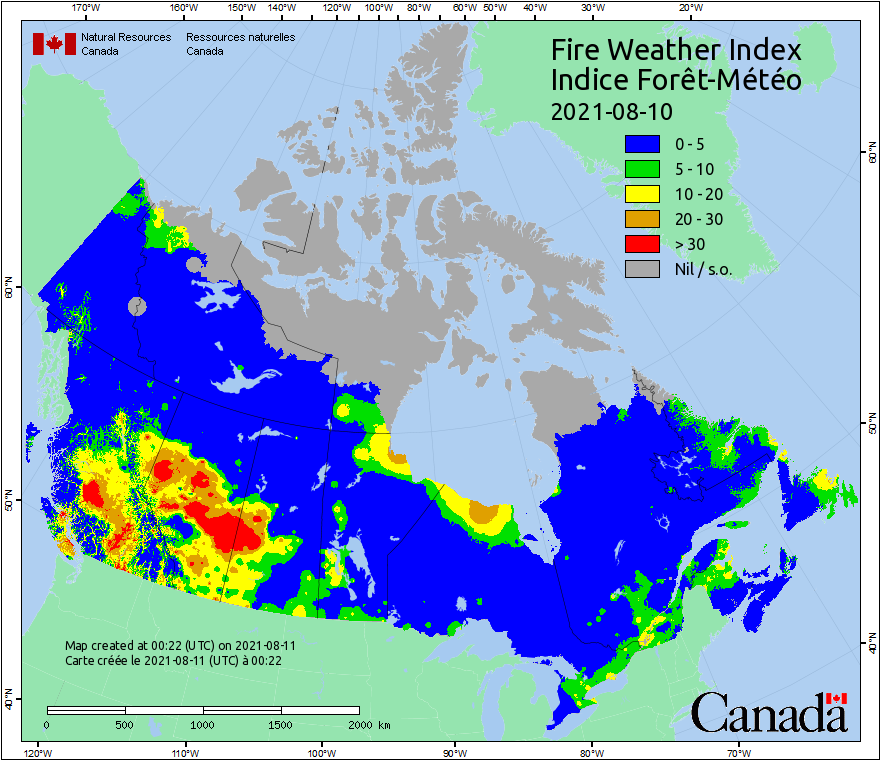 170°W 160°W 150°W 140°W 130°W 120°W 110°W 100°W 90°W 80°W 60°W 50°W 40°W 30°W 20°W
Natural Resources Ressources naturelles
Canada Canada
Fire Weather Index
Indice Forêt-Météo
2021-08-10
0 - 5
5 - 10
10 - 20
20 - 30
> 30
Nil / s.o.
60°N
60°N
50°N
50°N
40°N
40°N
Map created at 00:22 (UTC) on 2021-08-11
Carte créée le 2021-08-11 (UTC) à 00:22
0 500 1000 1500 2000 km
Canada
120°W 110°W 100°W 90°W 80°W 70°W